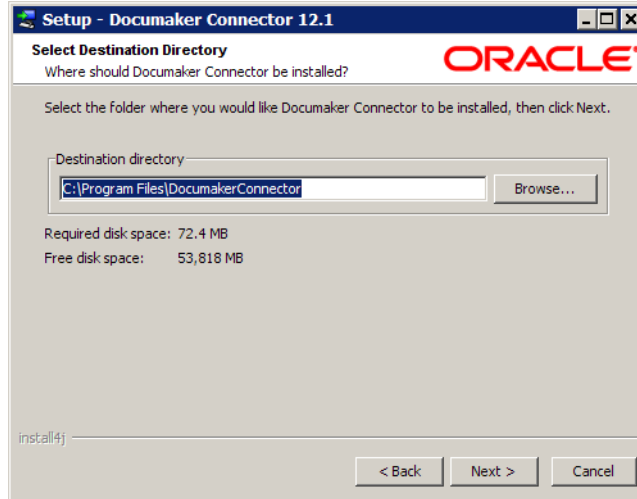 Setup - Documaker Connector 12.1
Select Destination Directory
Where should Documaker Connector be installed?
ORACLE
Select the folder where you would like Documaker Connector to be installed, then click Next.
Destination directory
C:\Program Files\DocumakerConnector
Browse...
Required disk space: 72.4 MB
Free disk space: 53,818 MB
install4j
< Back
Next >
Cancel